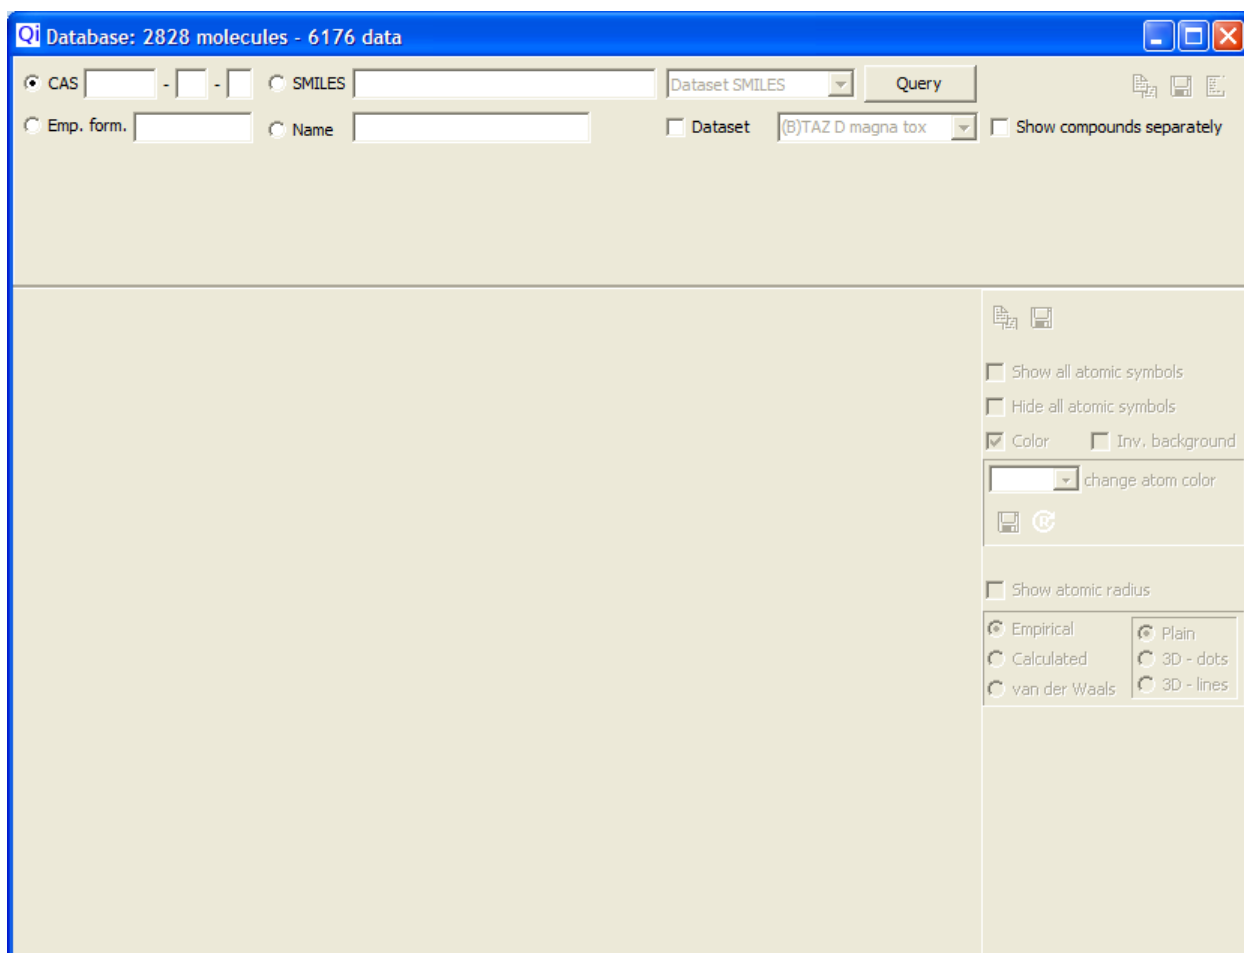 Qi Database: 2828 molecules - 6176 data
CAS - - SMILES Dataset SMILES Query
Emp. form. Name Dataset (B)TAZ D magna tox Show compounds separately
Show all atomic symbols
Hide all atomic symbols
Color Inv. background
change atom color
R
Show atomic radius
Empirical Plain
Calculated 3D - dots
van der Waals 3D - lines